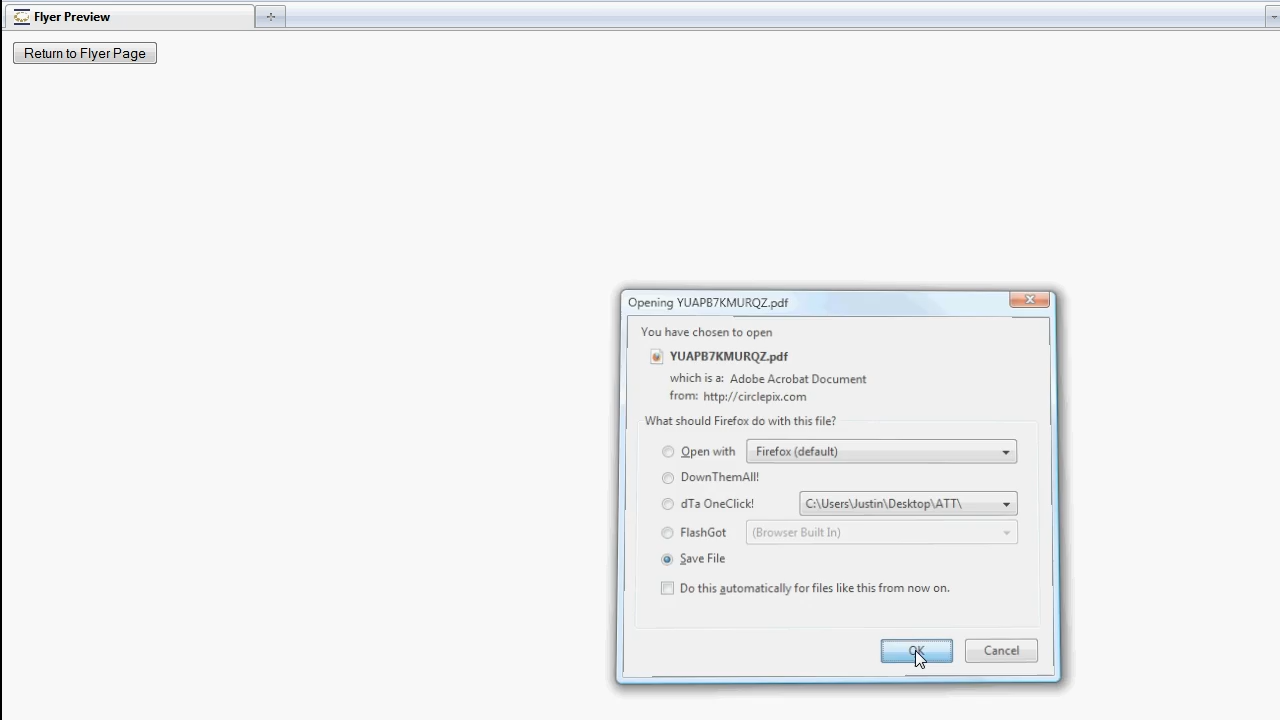 Flyer Preview
Return to Flyer Page
Opening YUAPB7KMURQZ.pdf
You have chosen to open
YUAPB7KMURQZ.pdf
which is a: Adobe Acrobat Document
from: http://circlepix.com
What should Firefox do with this file?
Open with Firefox (default)
DownThemAll!
dTa OneClick! C:\Users\Justin\Desktop\ATT\
FlashGot (Browser Built In)
Save File
Do this automatically for files like this from now on.
OK Cancel